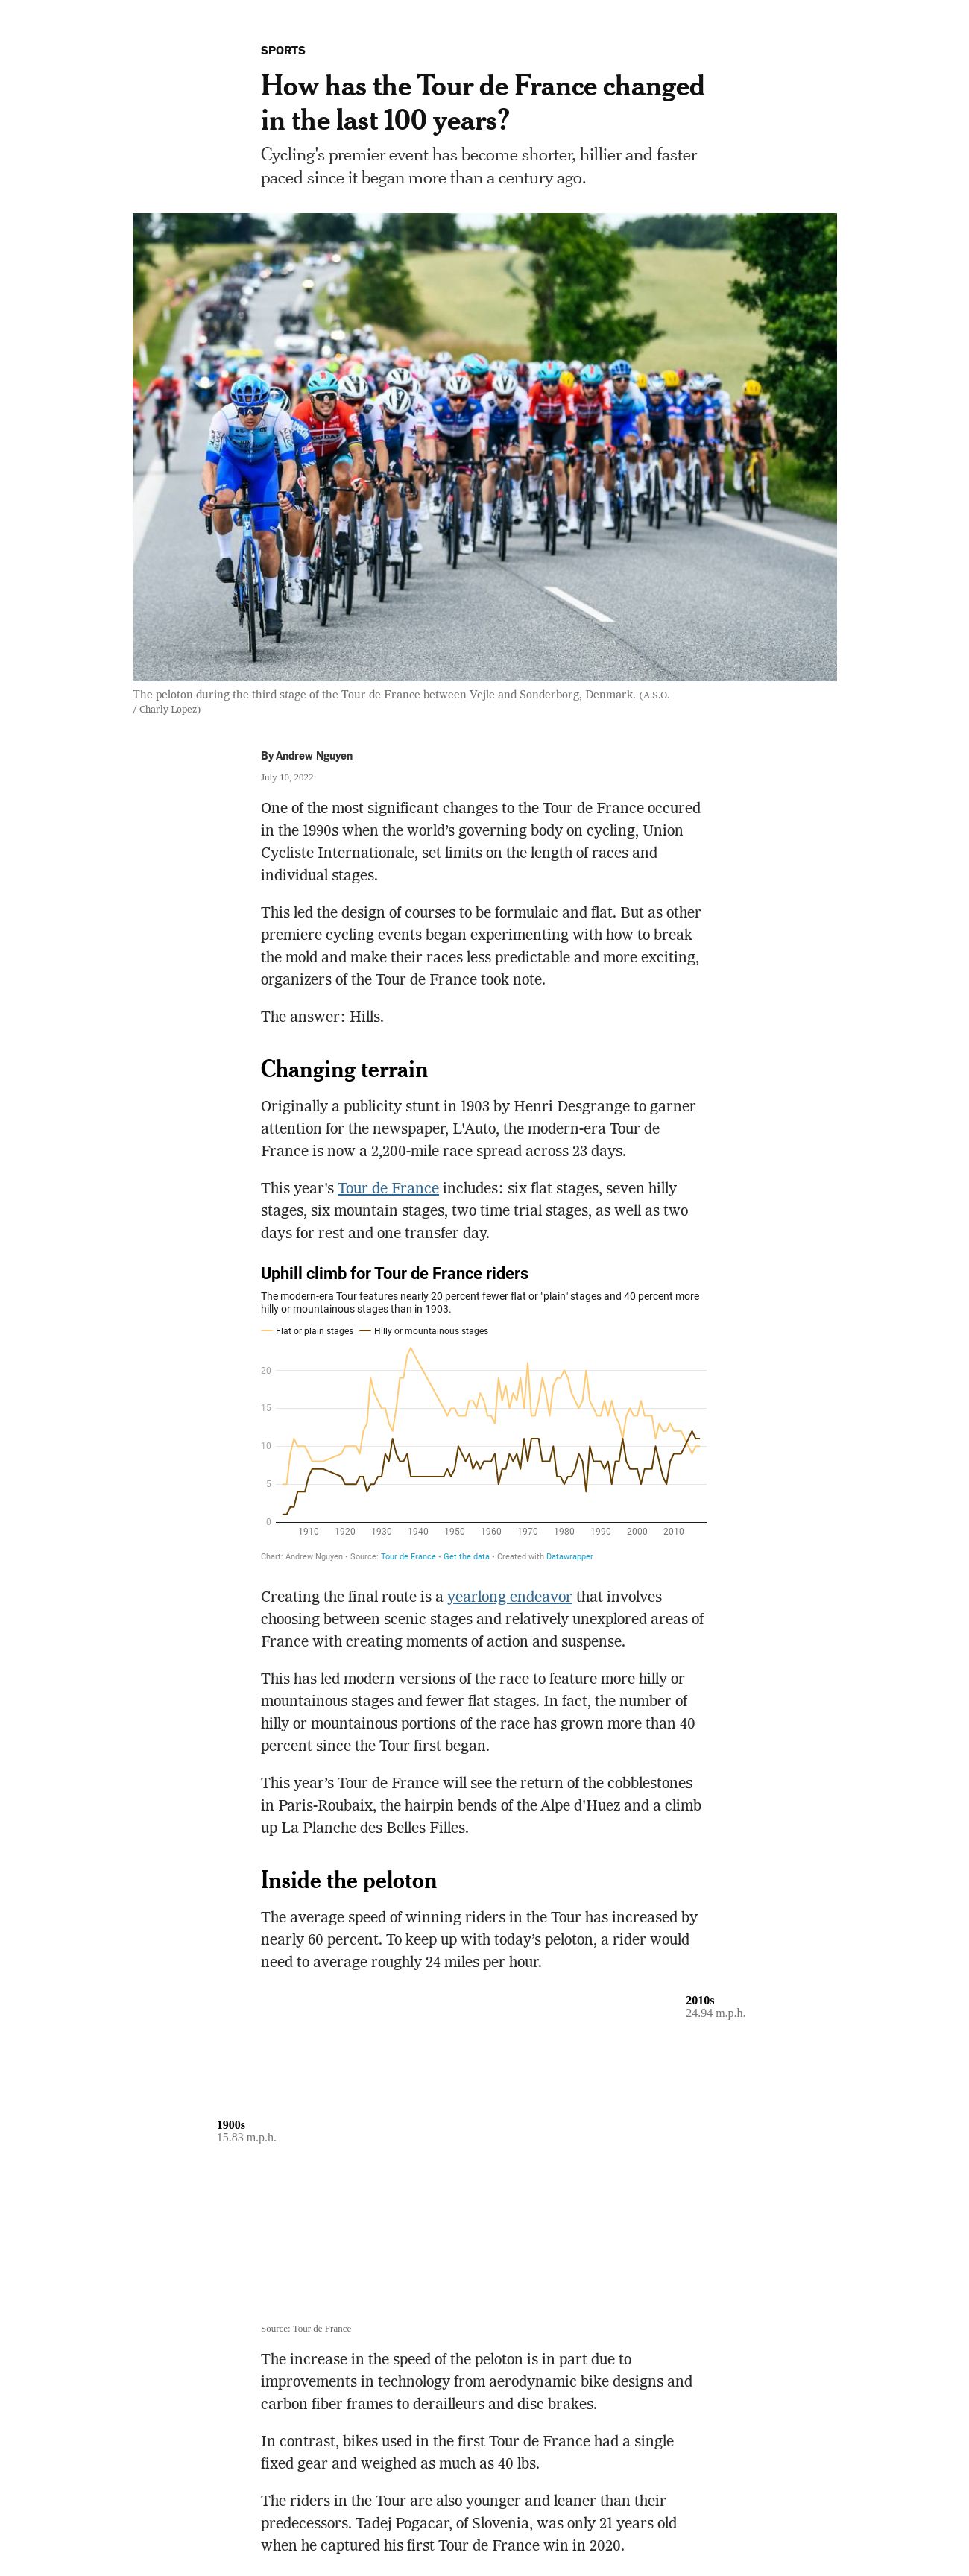 SPORTS
How has the Tour de France changed
in the last 100 years?
Cycling's premier event has become shorter, hillier and faster
paced since it began more than a century ago.
The peloton during the third stage of the Tour de France between Vejle and Sonderborg, Denmark. (A.S.O.
/ Charly Lopez)
By Andrew Nguyen
July 10, 2022
One of the most significant changes to the Tour de France occured
in the 1990s when the world’s governing body on cycling, Union
Cycliste Internationale, set limits on the length of races and
individual stages.
This led the design of courses to be formulaic and flat. But as other
premiere cycling events began experimenting with how to break
the mold and make their races less predictable and more exciting,
organizers of the Tour de France took note.
The answer: Hills.
Changing terrain
Originally a publicity stunt in 1903 by Henri Desgrange to garner
attention for the newspaper, L'Auto, the modern-era Tour de
France is now a 2,200-mile race spread across 23 days.
This year's Tour de France includes: six flat stages, seven hilly
stages, six mountain stages, two time trial stages, as well as two
days for rest and one transfer day.
Uphill climb for Tour de France riders
The modern-era Tour features nearly 20 percent fewer flat or "plain" stages and 40 percent more
hilly or mountainous stages than in 1903.
Flat or plain stages Hilly or mountainous stages
20
15
10
5
0
1910 1920 1930 1940 1950 1960 1970 1980 1990 2000 2010
Chart: Andrew Nguyen • Source: Tour de France • Get the data • Created with Datawrapper
Creating the final route is a yearlong endeavor that involves
choosing between scenic stages and relatively unexplored areas of
France with creating moments of action and suspense.
This has led modern versions of the race to feature more hilly or
mountainous stages and fewer flat stages. In fact, the number of
hilly or mountainous portions of the race has grown more than 40
percent since the Tour first began.
This year’s Tour de France will see the return of the cobblestones
in Paris-Roubaix, the hairpin bends of the Alpe d'Huez and a climb
up La Planche des Belles Filles.
Inside the peloton
The average speed of winning riders in the Tour has increased by
nearly 60 percent. To keep up with today’s peloton, a rider would
need to average roughly 24 miles per hour.
2010s
24.94 m.p.h.
1900s
15.83 m.p.h.
Source: Tour de France
The increase in the speed of the peloton is in part due to
improvements in technology from aerodynamic bike designs and
carbon fiber frames to derailleurs and disc brakes.
In contrast, bikes used in the first Tour de France had a single
fixed gear and weighed as much as 40 lbs.
The riders in the Tour are also younger and leaner than their
predecessors. Tadej Pogacar, of Slovenia, was only 21 years old
when he captured his first Tour de France win in 2020.